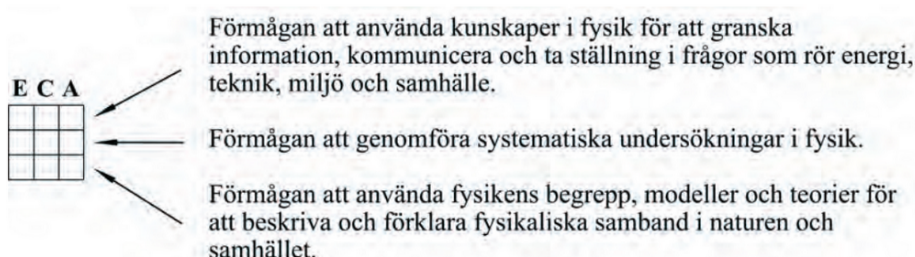 Förmågan att använda kunskaper i fysik för att granska
information, kommunicera och ta ställning i frågor som rör energi,
teknik, miljö och samhälle.
E C A
Förmågan att genomföra systematiska undersökningar i fysik.
Förmågan att använda fysikens begrepp, modeller och teorier för
att beskriva och förklara fysikaliska samband i naturen och
samhället.